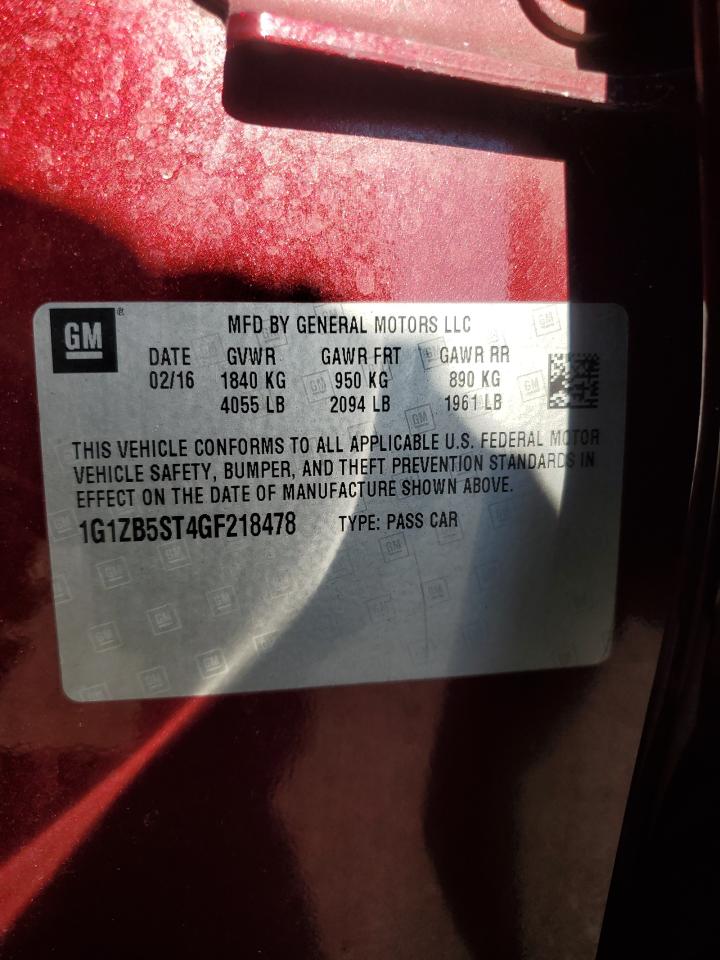 GM
MFD BY GENERAL MOTORS LLC
DATE GVWR GAWR FRT GAWR RR
02/16 1840 KG 950 KG 890 KG
4055 LB 2094 LB 1961 LB
THIS VEHICLE CONFORMS TO ALL APPLICABLE U.S. FEDERAL MOTOR
VEHICLE SAFETY, BUMPER, AND THEFT PREVENTION STANDARDS IN
EFFECT ON THE DATE OF MANUFACTURE SHOWN ABOVE.
1G1ZB5ST4GF218478 TYPE: PASS CAR